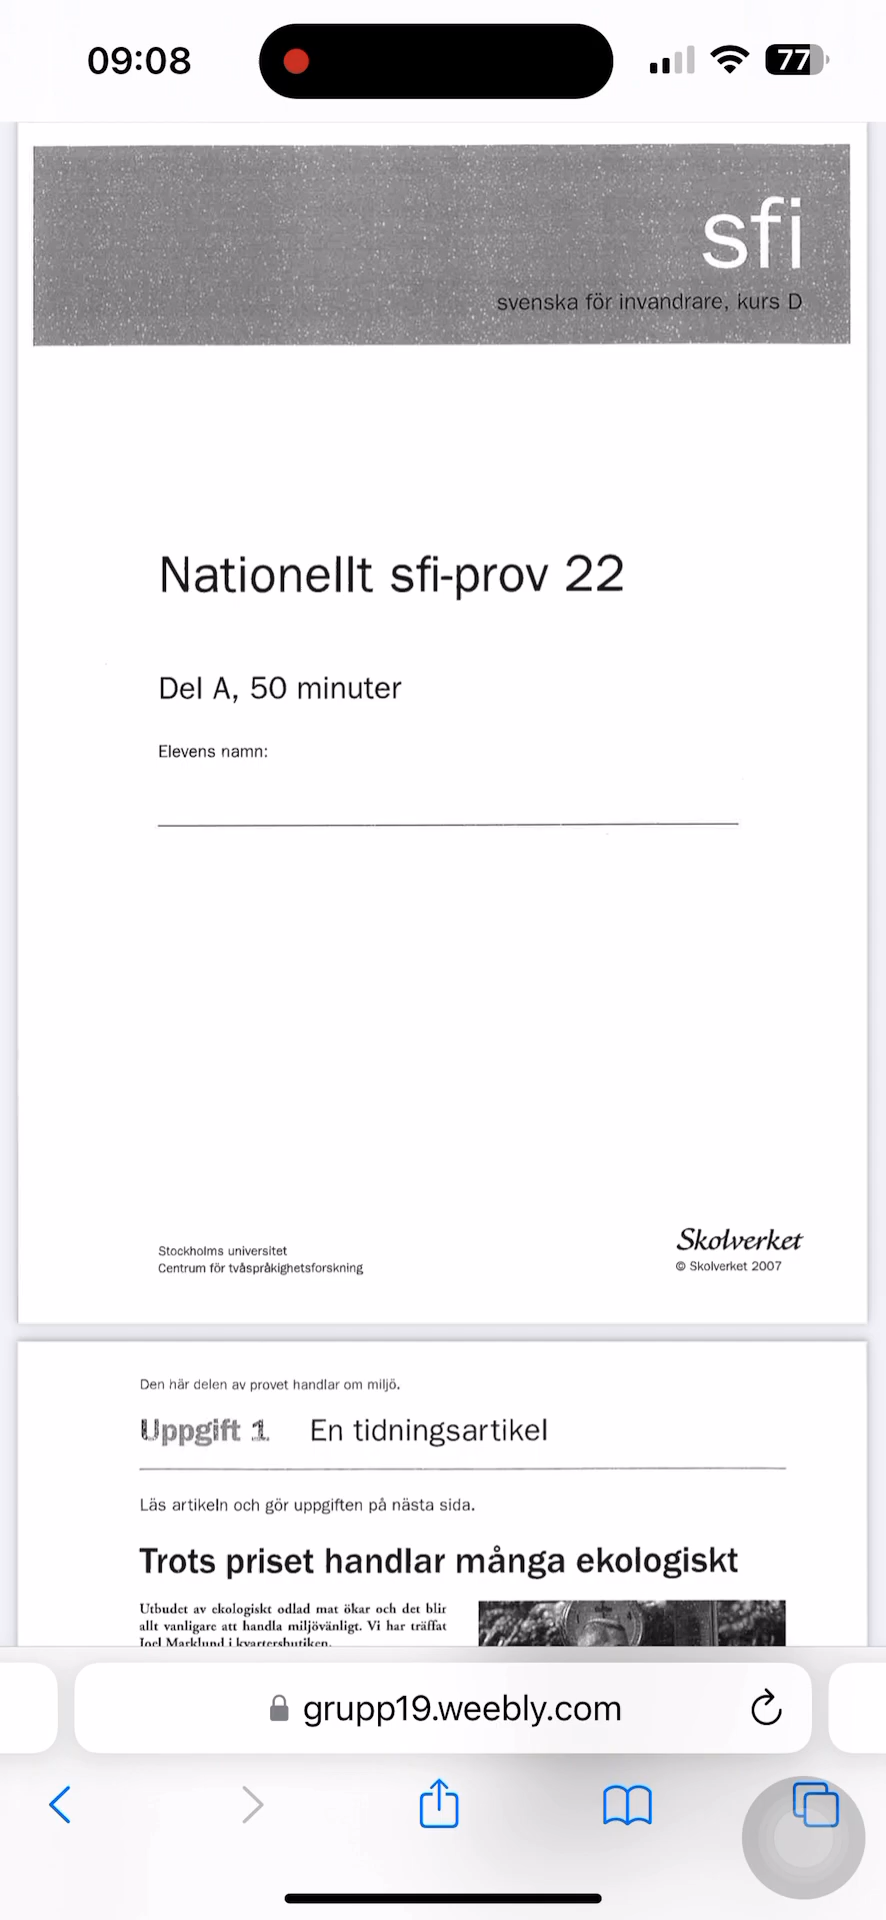 09:08
77
sfi
svenska för invandrare, kurs D
Nationellt sfi-prov 22
Del A, 50 minuter
Elevens namn:
Skolverket
Stockholms universitet
© Skolverket 2007
Centrum för tvåspråkighetsforskning
Den här delen av provet handlar om miljö.
Uppgift 1 En tidningsartikel
Läs artikeln och gör uppgiften på nästa sida.
Trots priset handlar många ekologiskt
Utbudet av ekologiskt odlad mat ökar och det blir
allt vanligare att handla miljövänligt. Vi har träffat
Joel Marklund i kvartersbutiken.
grupp19.weebly.com